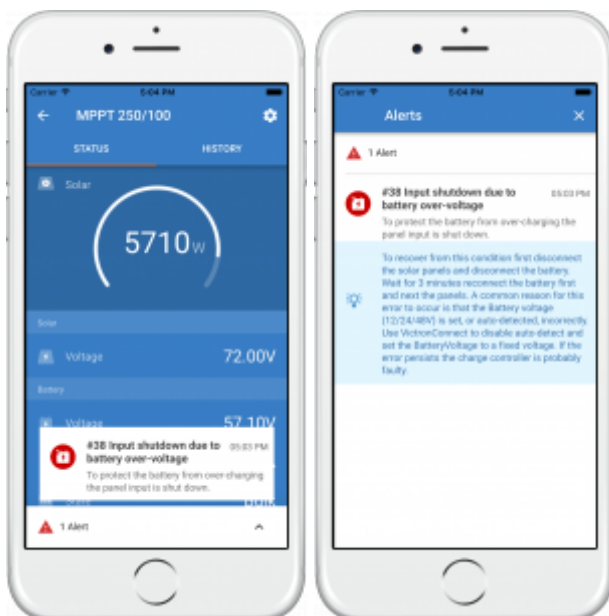 Carrier
5:04 PM
MPPT 250/100
STATUS
HISTORY
Solar
5710W
Solar
Voltage
72.00V
Battery
Voltage
57.10V
#38 Input shutdown due to
05:03 PM
battery over-voltage
To protect the battery from over-charging
the panel input is shut down.
1 Alert
Carrier
5:04 PM
Alerts
1 Alert
#38 Input shutdown due to
05:03 PM
battery over-voltage
To protect the battery from over-charging the
panel input is shut down.
To recover from this condition first disconnect
the solar panels and disconnect the battery.
Wait for 3 minutes reconnect the battery first
and next the panels. A common reason for this
error to occur is that the Battery voltage
(12/24/48V) is set, or auto-detected, incorrectly.
Use VictronConnect to disable auto-detect and
set the BatteryVoltage to a fixed voltage. If the
error persists the charge controller is probably
faulty.